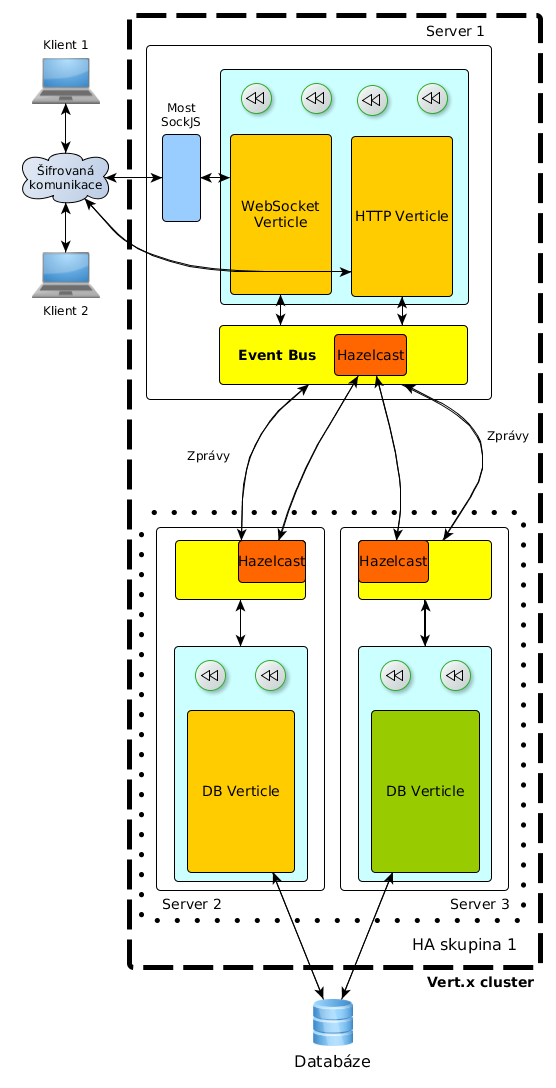 Server 1
Klient 1
Most
SockJS
Šifrovaná
komunikace
WebSocket
Verticle
HTTP Verticle
Klient 2
Event Bus
Hazelcast
Zprávy
Zprávy
Hazelcast
Hazelcast
DB Verticle
DB Verticle
Server 2
Server 3
HA skupina 1
Vert.x cluster
Databáze